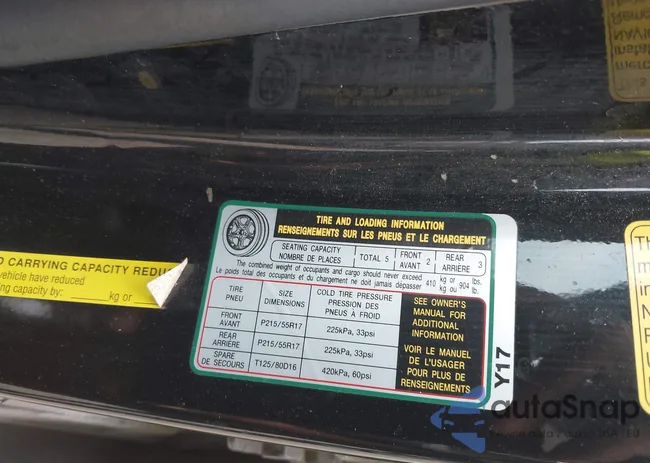 TIRE AND LOADING INFORMATION
RENSEIGNEMENTS SUR LES PNEUS ET LE CHARGEMENT
SEATING CAPACITY
NOMBRE DE PLACES
TOTAL 5
FRONT
AVANT 2
REAR
ARRIÈRE 3
The combined weight of occupants and cargo should never exceed 410 kg or 904 lbs.
Le poids total des occupants et du chargement ne doit jamais dépasser kg ou lb.
TIRE
PNEU
SIZE
DIMENSIONS
COLD TIRE PRESSURE
PRESSION DES
PNEUS À FROID
FRONT
AVANT
P215/55R17
225kPa, 33psi
REAR
ARRIÈRE
P215/55R17
225kPa, 33psi
SPARE
DE SECOURS
T125/80D16
420kPa, 60psi
SEE OWNER'S
MANUAL FOR
ADDITIONAL
INFORMATION
VOIR LE MANUEL
DE L'USAGER
POUR PLUS DE
RENSEIGNEMENTS
Y17
D CARRYING CAPACITY REDU
vehicle have reduced
ng capacity by: kg or
autoSnap